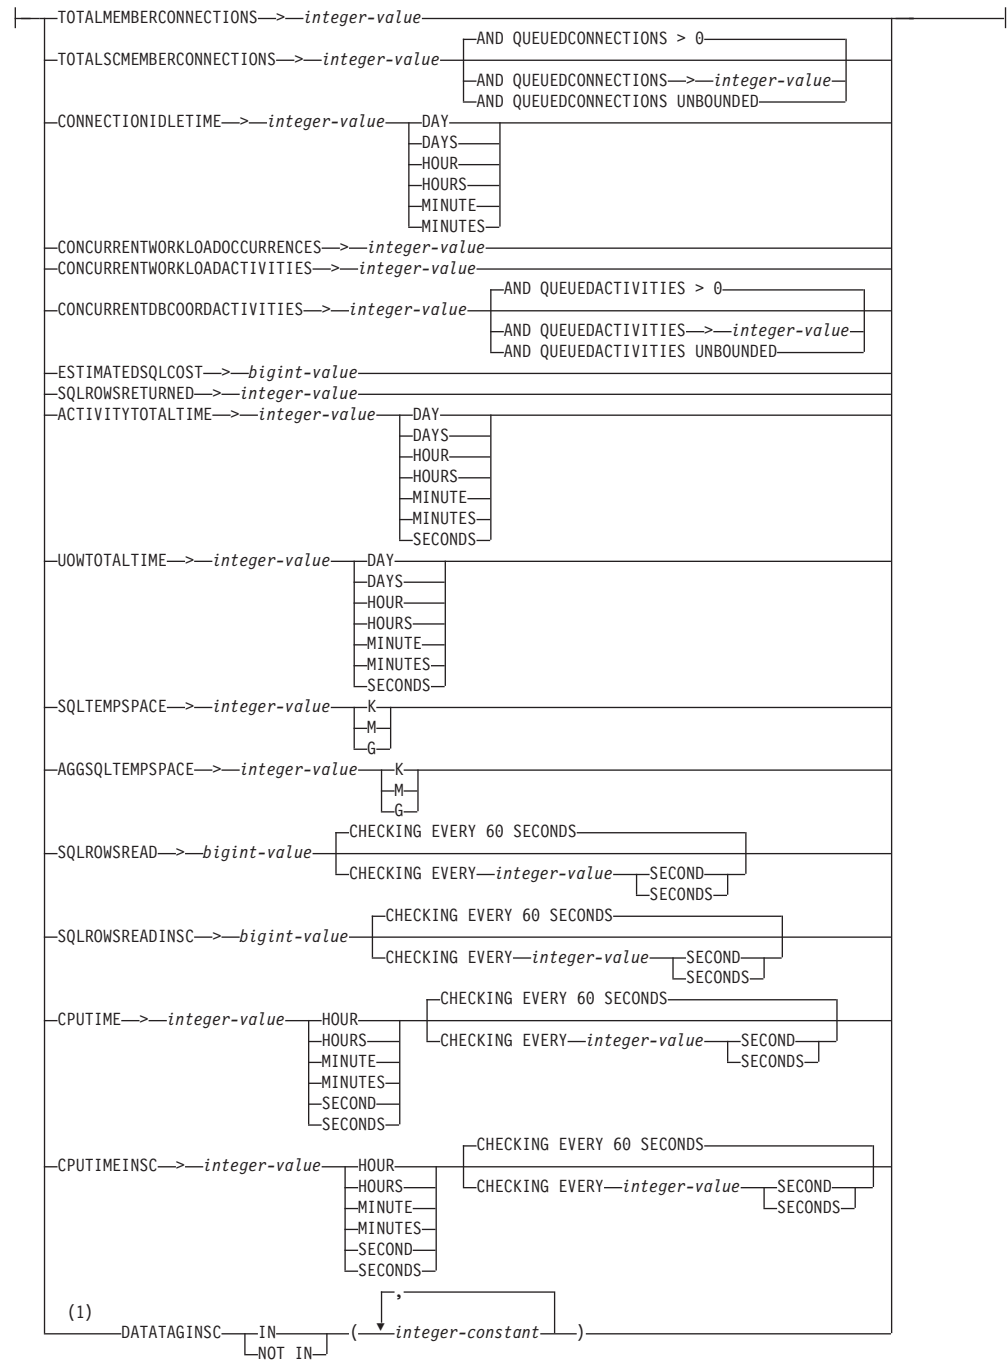 TOTALMEMBERCONNECTIONS > integer-value
AND QUEUEDCONNECTIONS > 0
TOTALSCMEMBERCONNECTIONS > integer-value
AND QUEUEDCONNECTIONS > integer-value
AND QUEUEDCONNECTIONS UNBOUNDED
CONNECTIONIDLETIME > integer-value DAY
DAYS
HOUR
HOURS
MINUTE
MINUTES
CONCURRENTWORKLOADOCCURRENCES > integer-value
CONCURRENTWORKLOADACTIVITIES > integer-value
AND QUEUEDACTIVITIES > 0
CONCURRENTDBCOORDACTIVITIES > integer-value
AND QUEUEDACTIVITIES > integer-value
AND QUEUEDACTIVITIES UNBOUNDED
ESTIMATEDSQLCOST > bigint-value
SQLROWSRETURNED > integer-value
ACTIVITYTOTALTIME > integer-value DAY
DAYS
HOUR
HOURS
MINUTE
MINUTES
SECONDS
UOWTOTALTIME > integer-value DAY
DAYS
HOUR
HOURS
MINUTE
MINUTES
SECONDS
SQLTEMPSPACE > integer-value K
M
G
AGGSQLTEMPSPACE > integer-value K
M
G
CHECKING EVERY 60 SECONDS
SQLROWSREAD > bigint-value
CHECKING EVERY integer-value SECOND
SECONDS
CHECKING EVERY 60 SECONDS
SQLROWSREADINSC > bigint-value
CHECKING EVERY integer-value SECOND
SECONDS
CHECKING EVERY 60 SECONDS
CPUTIME > integer-value HOUR
HOURS CHECKING EVERY integer-value SECOND
MINUTE SECONDS
MINUTES
SECOND
SECONDS
CHECKING EVERY 60 SECONDS
CPUTIMEINSC > integer-value HOUR
HOURS CHECKING EVERY integer-value SECOND
MINUTE SECONDS
MINUTES
SECOND
SECONDS
(1) ,
DATATAGINSC IN ( integer-constant )
NOT IN